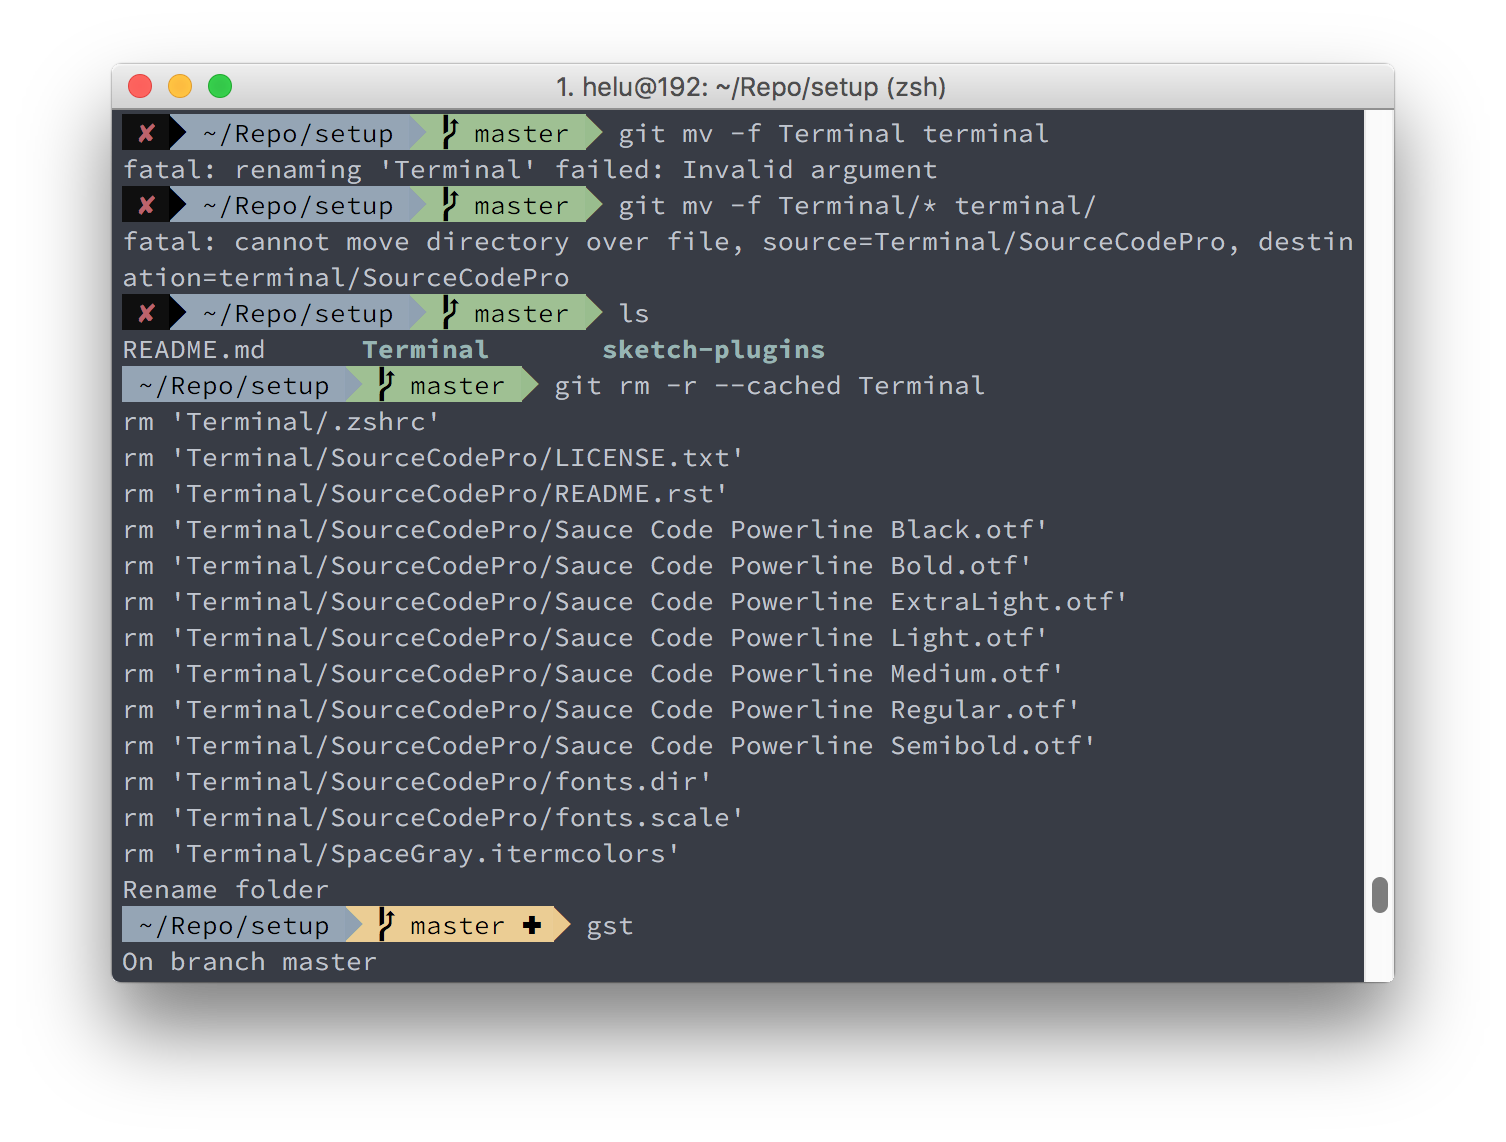 1. helu@192: ~/Repo/setup (zsh)
✘ ~/Repo/setup master git mv -f Terminal terminal
fatal: renaming 'Terminal' failed: Invalid argument
✘ ~/Repo/setup master git mv -f Terminal/* terminal/
fatal: cannot move directory over file, source=Terminal/SourceCodePro, destin
ation=terminal/SourceCodePro
✘ ~/Repo/setup master ls
README.md Terminal sketch-plugins
~/Repo/setup master git rm -r --cached Terminal
rm 'Terminal/.zshrc'
rm 'Terminal/SourceCodePro/LICENSE.txt'
rm 'Terminal/SourceCodePro/README.rst'
rm 'Terminal/SourceCodePro/Sauce Code Powerline Black.otf'
rm 'Terminal/SourceCodePro/Sauce Code Powerline Bold.otf'
rm 'Terminal/SourceCodePro/Sauce Code Powerline ExtraLight.otf'
rm 'Terminal/SourceCodePro/Sauce Code Powerline Light.otf'
rm 'Terminal/SourceCodePro/Sauce Code Powerline Medium.otf'
rm 'Terminal/SourceCodePro/Sauce Code Powerline Regular.otf'
rm 'Terminal/SourceCodePro/Sauce Code Powerline Semibold.otf'
rm 'Terminal/SourceCodePro/fonts.dir'
rm 'Terminal/SourceCodePro/fonts.scale'
rm 'Terminal/SpaceGray.itermcolors'
Rename folder
~/Repo/setup master ✚ gst
On branch master